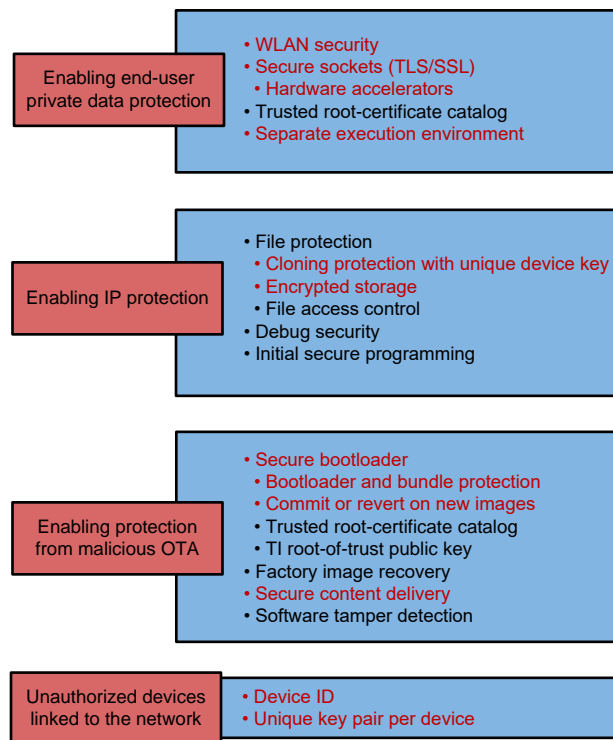 Enabling end-user
private data protection
• WLAN security
• Secure sockets (TLS/SSL)
• Hardware accelerators
• Trusted root-certificate catalog
• Separate execution environment
Enabling IP protection
• File protection
• Cloning protection with unique device key
• Encrypted storage
• File access control
• Debug security
• Initial secure programming
Enabling protection
from malicious OTA
• Secure bootloader
• Bootloader and bundle protection
• Commit or revert on new images
• Trusted root-certificate catalog
• TI root-of-trust public key
• Factory image recovery
• Secure content delivery
• Software tamper detection
Unauthorized devices
linked to the network
• Device ID
• Unique key pair per device